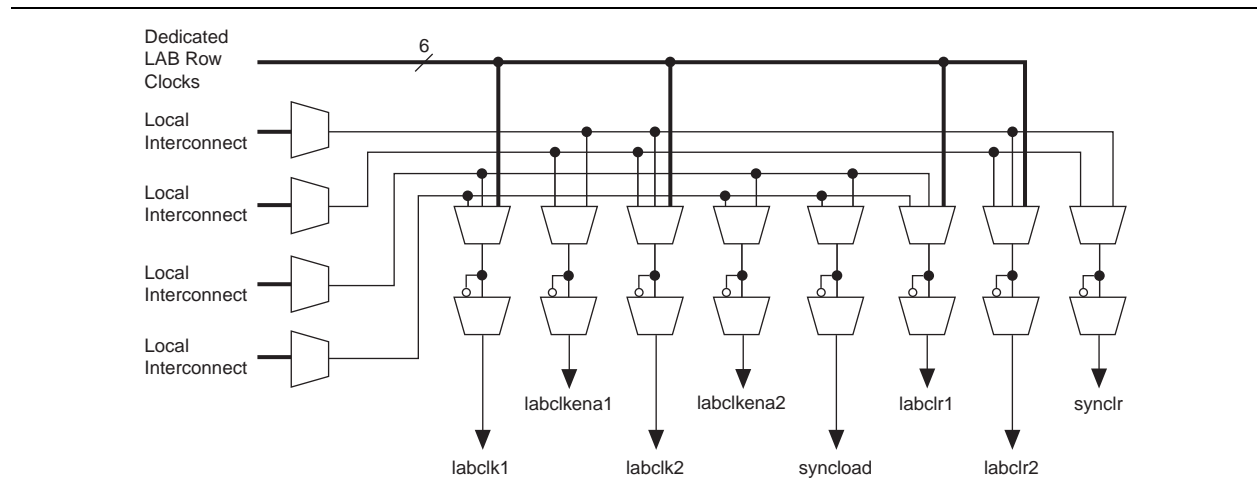 Dedicated
LAB Row
Clocks
6
Local
Interconnect
Local
Interconnect
Local
Interconnect
Local
Interconnect
labclkena1
labclkena2
labclr1
synclr
labclk1
labclk2
syncload
labclr2